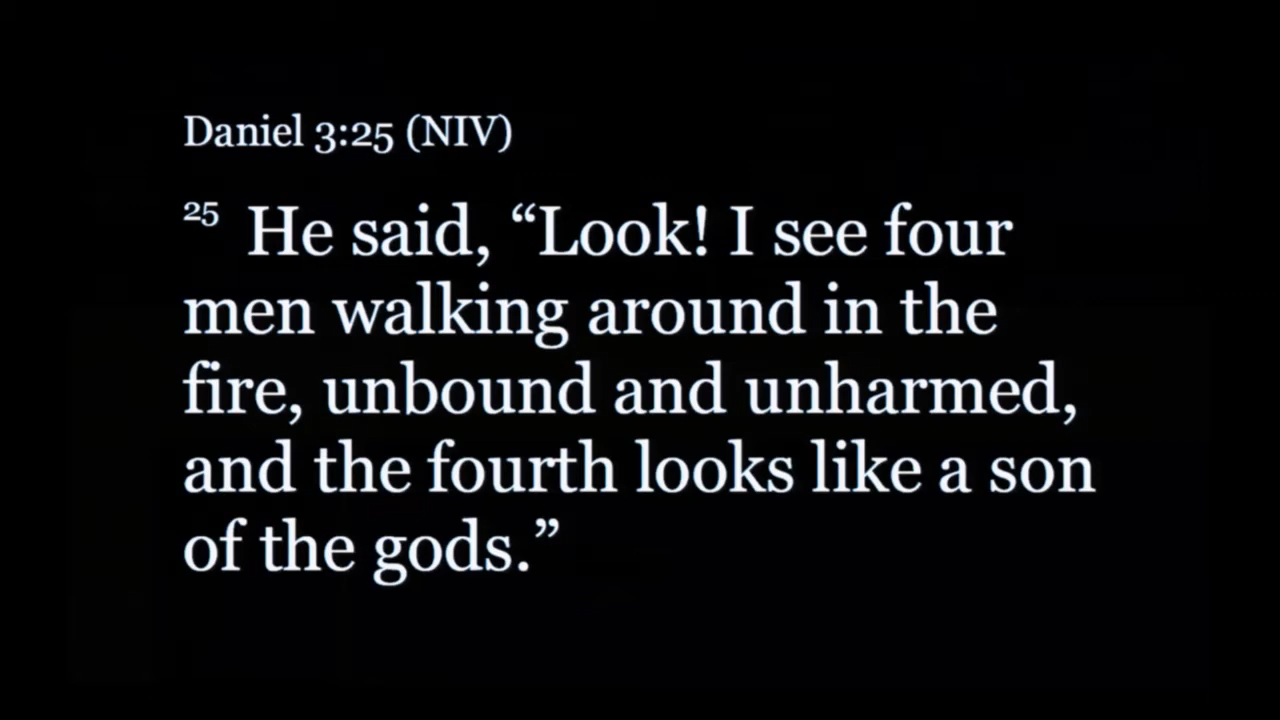 Daniel 3:25 (NIV)
25 He said, “Look! I see four
men walking around in the
fire, unbound and unharmed,
and the fourth looks like a son
of the gods.”